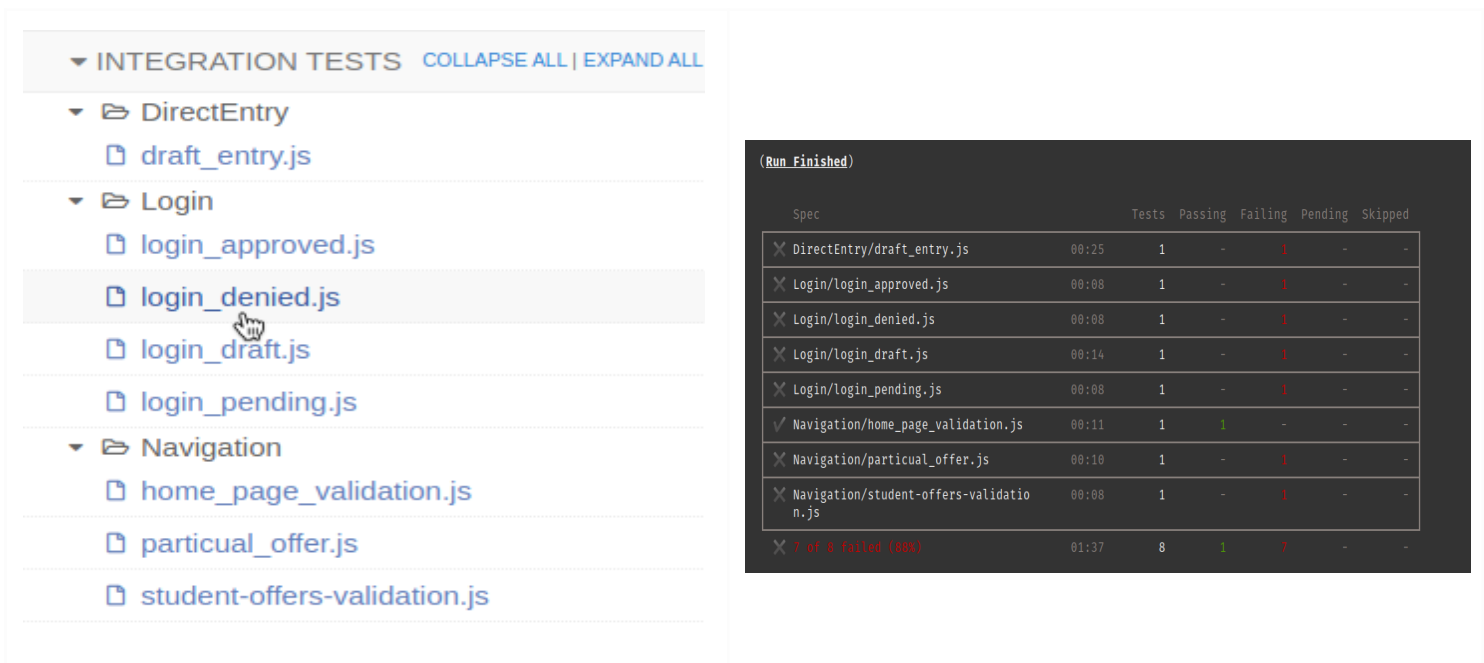 INTEGRATION TESTS COLLAPSE ALL | EXPAND ALL
DirectEntry
draft_entry.js
Login
login_approved.js
login_denied.js
login_draft.js
login_pending.js
Navigation
home_page_validation.js
particual_offer.js
student-offers-validation.js
(Run Finished)
Spec Tests Passing Failing Pending Skipped
DirectEntry/draft_entry.js 00:25 1 - 1 - -
Login/login_approved.js 00:08 1 - 1 - -
Login/login_denied.js 00:08 1 - 1 - -
Login/login_draft.js 00:14 1 - 1 - -
Login/login_pending.js 00:08 1 - 1 - -
Navigation/home_page_validation.js 00:11 1 1 - - -
Navigation/particual_offer.js 00:10 1 - 1 - -
Navigation/student-offers-validatio 00:08 1 - 1 - -
n.js
7 of 8 failed (88%) 01:37 8 1 7 - -